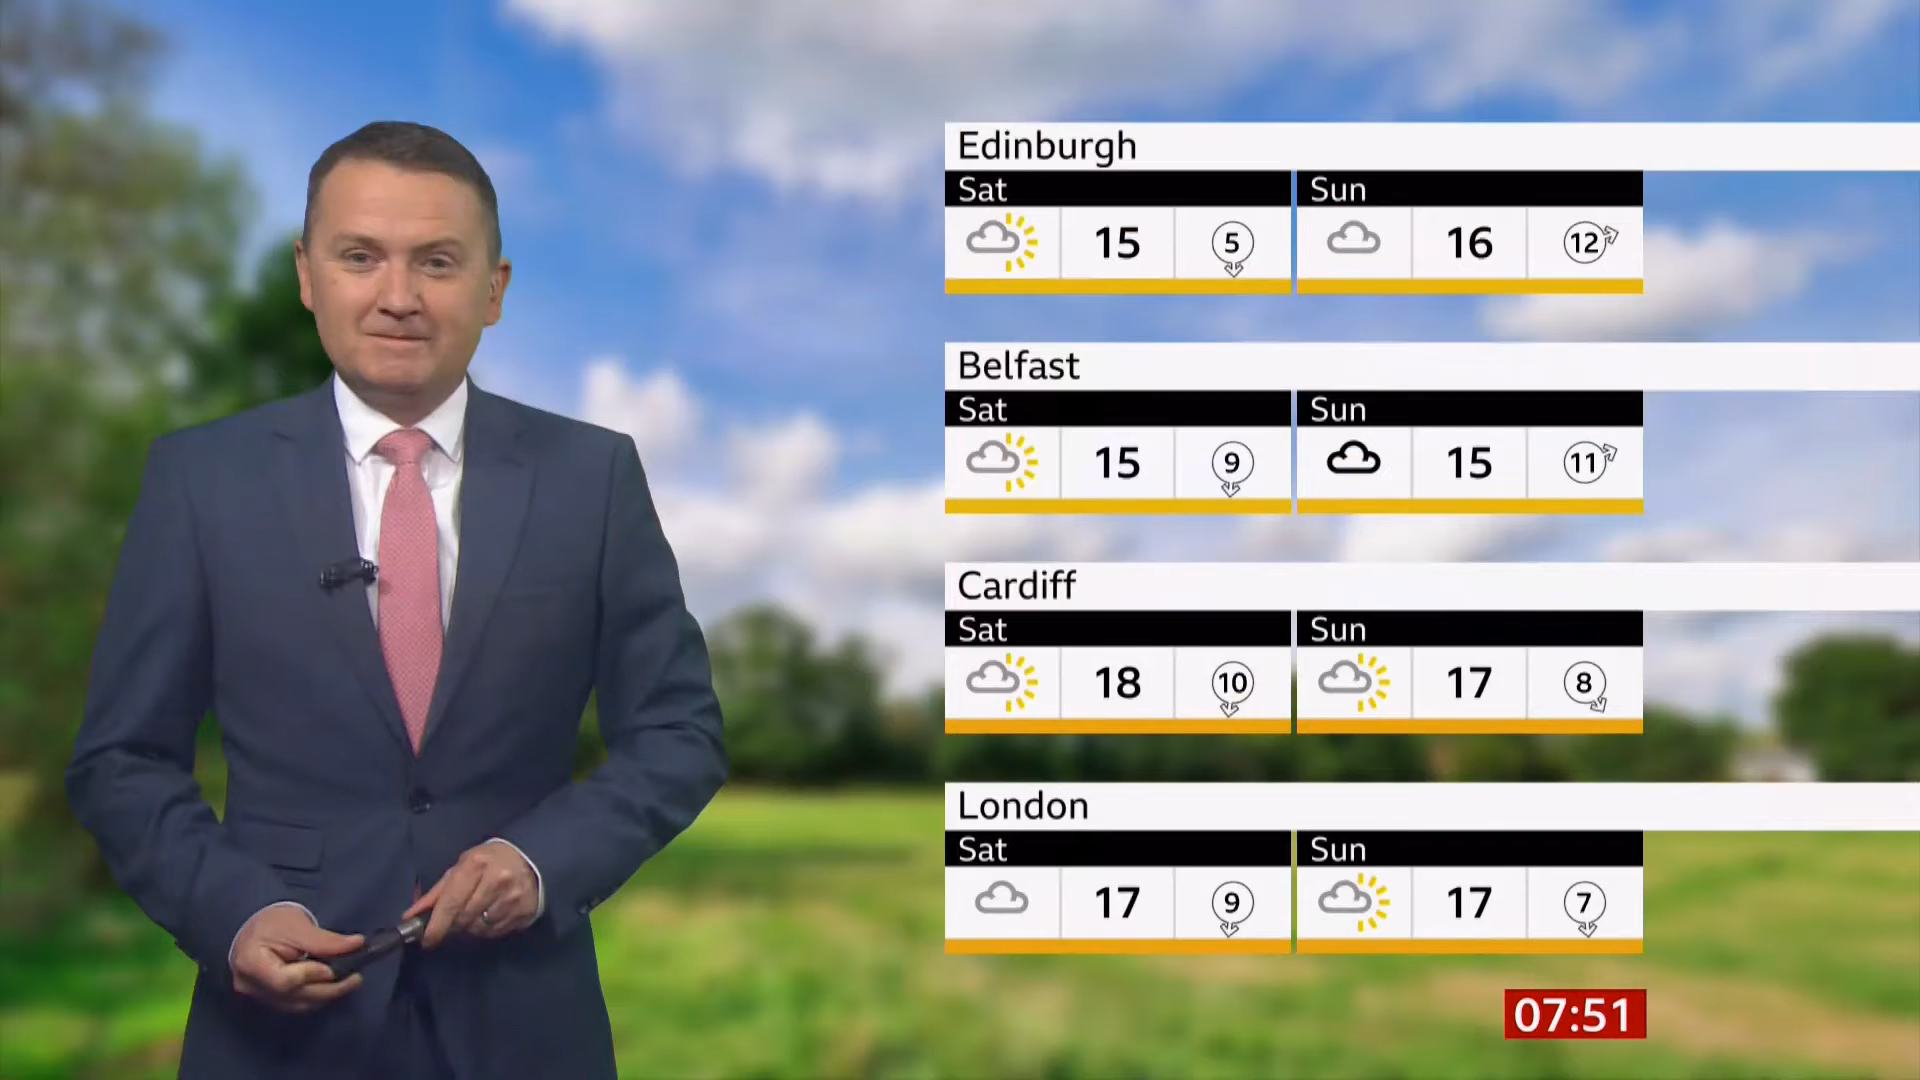 Edinburgh
Sat Sun
15 5 16 12
Belfast
Sat Sun
15 9 15 11
Cardiff
Sat Sun
18 10 17 8
London
Sat Sun
17 9 17 7
07:51